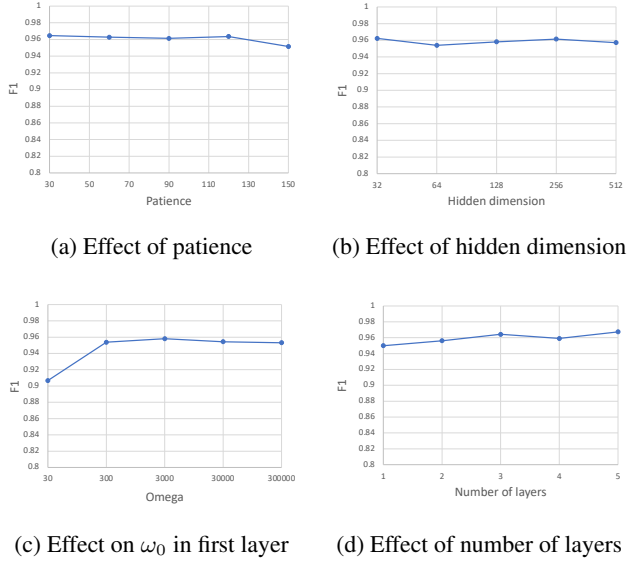 1
0.98
0.96
0.94
0.92
0.9
0.88
0.86
0.84
0.82
0.8
F1
30 50 70 90 110 130 150
Patience
(a) Effect of patience
1
0.98
0.96
0.94
0.92
0.9
0.88
0.86
0.84
0.82
0.8
F1
32 64 128 256 512
Hidden dimension
(b) Effect of hidden dimension
1
0.98
0.96
0.94
0.92
0.9
0.88
0.86
0.84
0.82
0.8
F1
30 300 3000 30000 300000
Omega
(c) Effect on ω₀ in first layer
1
0.98
0.96
0.94
0.92
0.9
0.88
0.86
0.84
0.82
0.8
F1
1 2 3 4 5
Number of layers
(d) Effect of number of layers